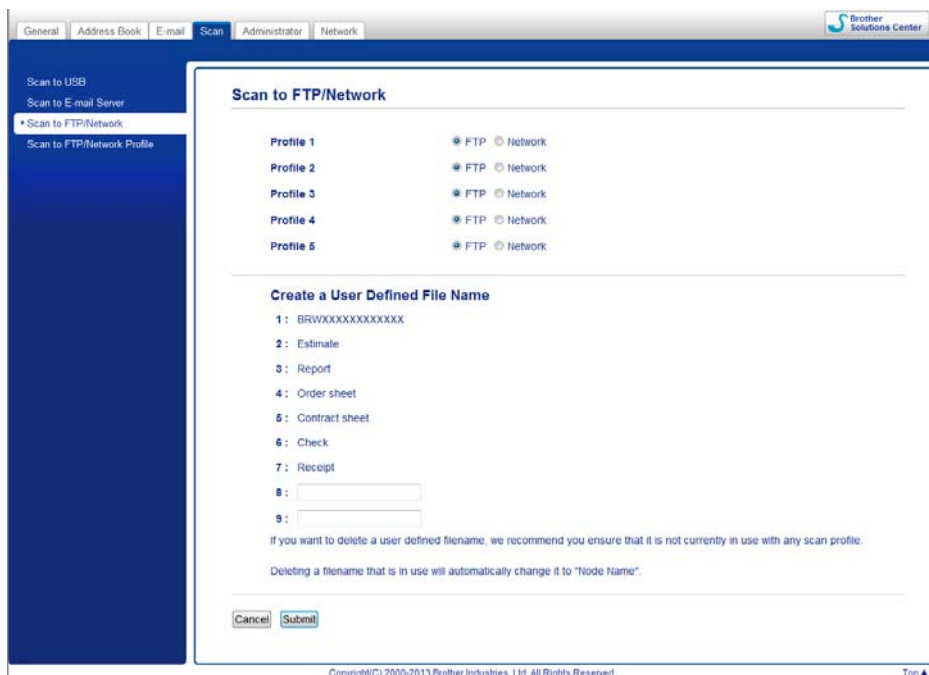 General Address Book E-mail Scan Administrator Network
Brother
Solutions Center
Scan to USB
Scan to E-mail Server
Scan to FTP/Network
Scan to FTP/Network Profile
Scan to FTP/Network
Profile 1 FTP Network
Profile 2 FTP Network
Profile 3 FTP Network
Profile 4 FTP Network
Profile 5 FTP Network
Create a User Defined File Name
1 : BRWXXXXXXXXXXXX
2 : Estimate
3 : Report
4 : Order sheet
5 : Contract sheet
6 : Check
7 : Receipt
8 :
9 :
If you want to delete a user defined filename, we recommend you ensure that it is not currently in use with any scan profile.
Deleting a filename that is in use will automatically change it to "Node Name".
Cancel Submit
Copyright(C) 2000-2013 Brother Industries, Ltd. All Rights Reserved.
Top▲